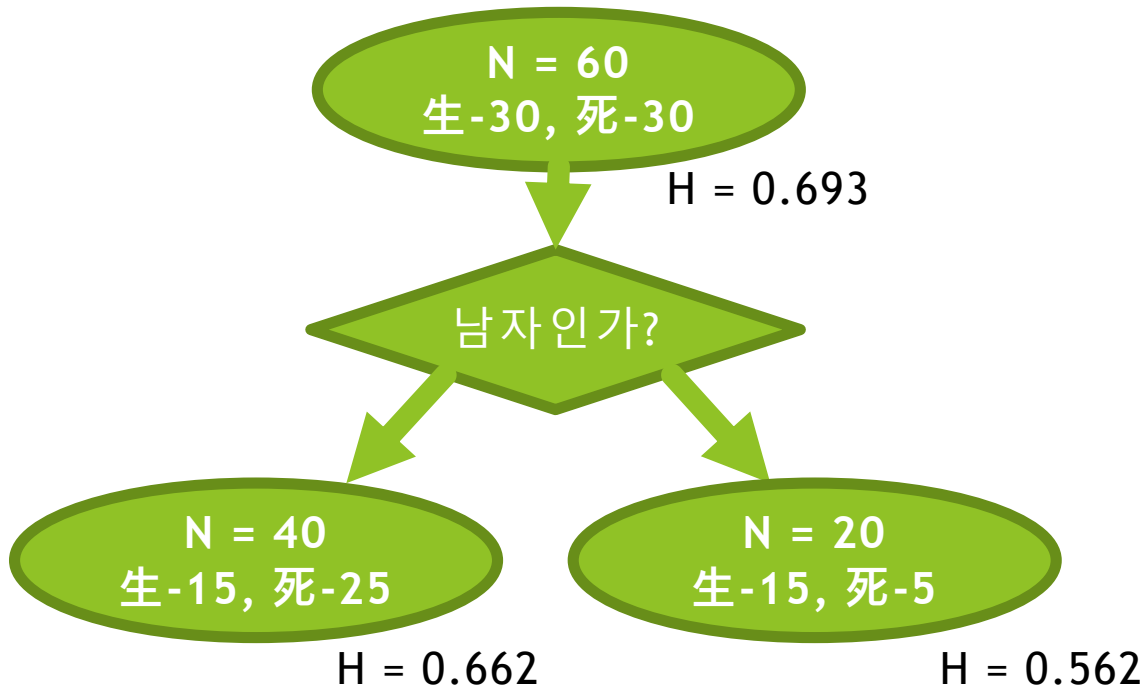 N = 60
生-30, 死-30
H = 0.693
남자인가?
N = 40
生-15, 死-25
H = 0.662
N = 20
生-15, 死-5
H = 0.562